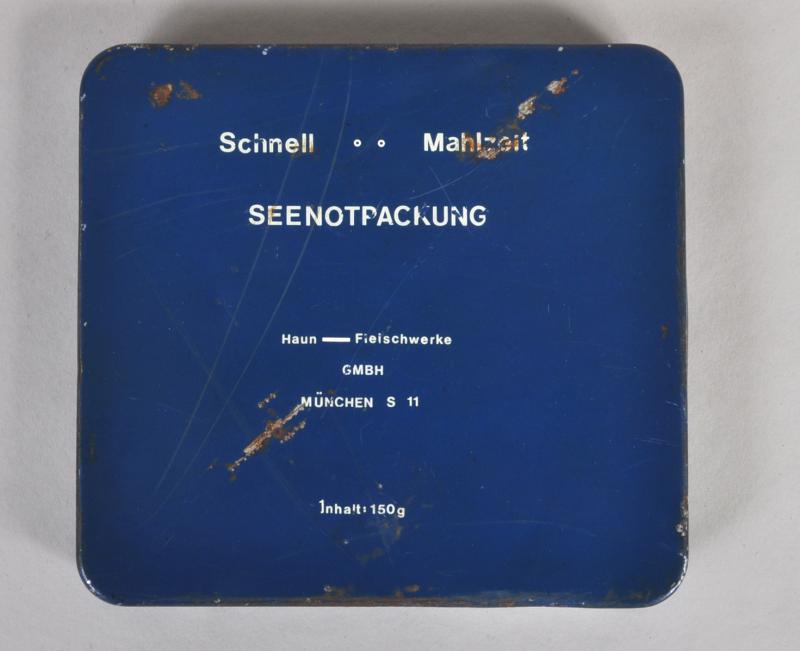 Schnell ∘ ∘ Mahlzeit
SEENOTPACKUNG
Haun — Fleischwerke
GMBH
MÜNCHEN S 11
Inhalt: 150g